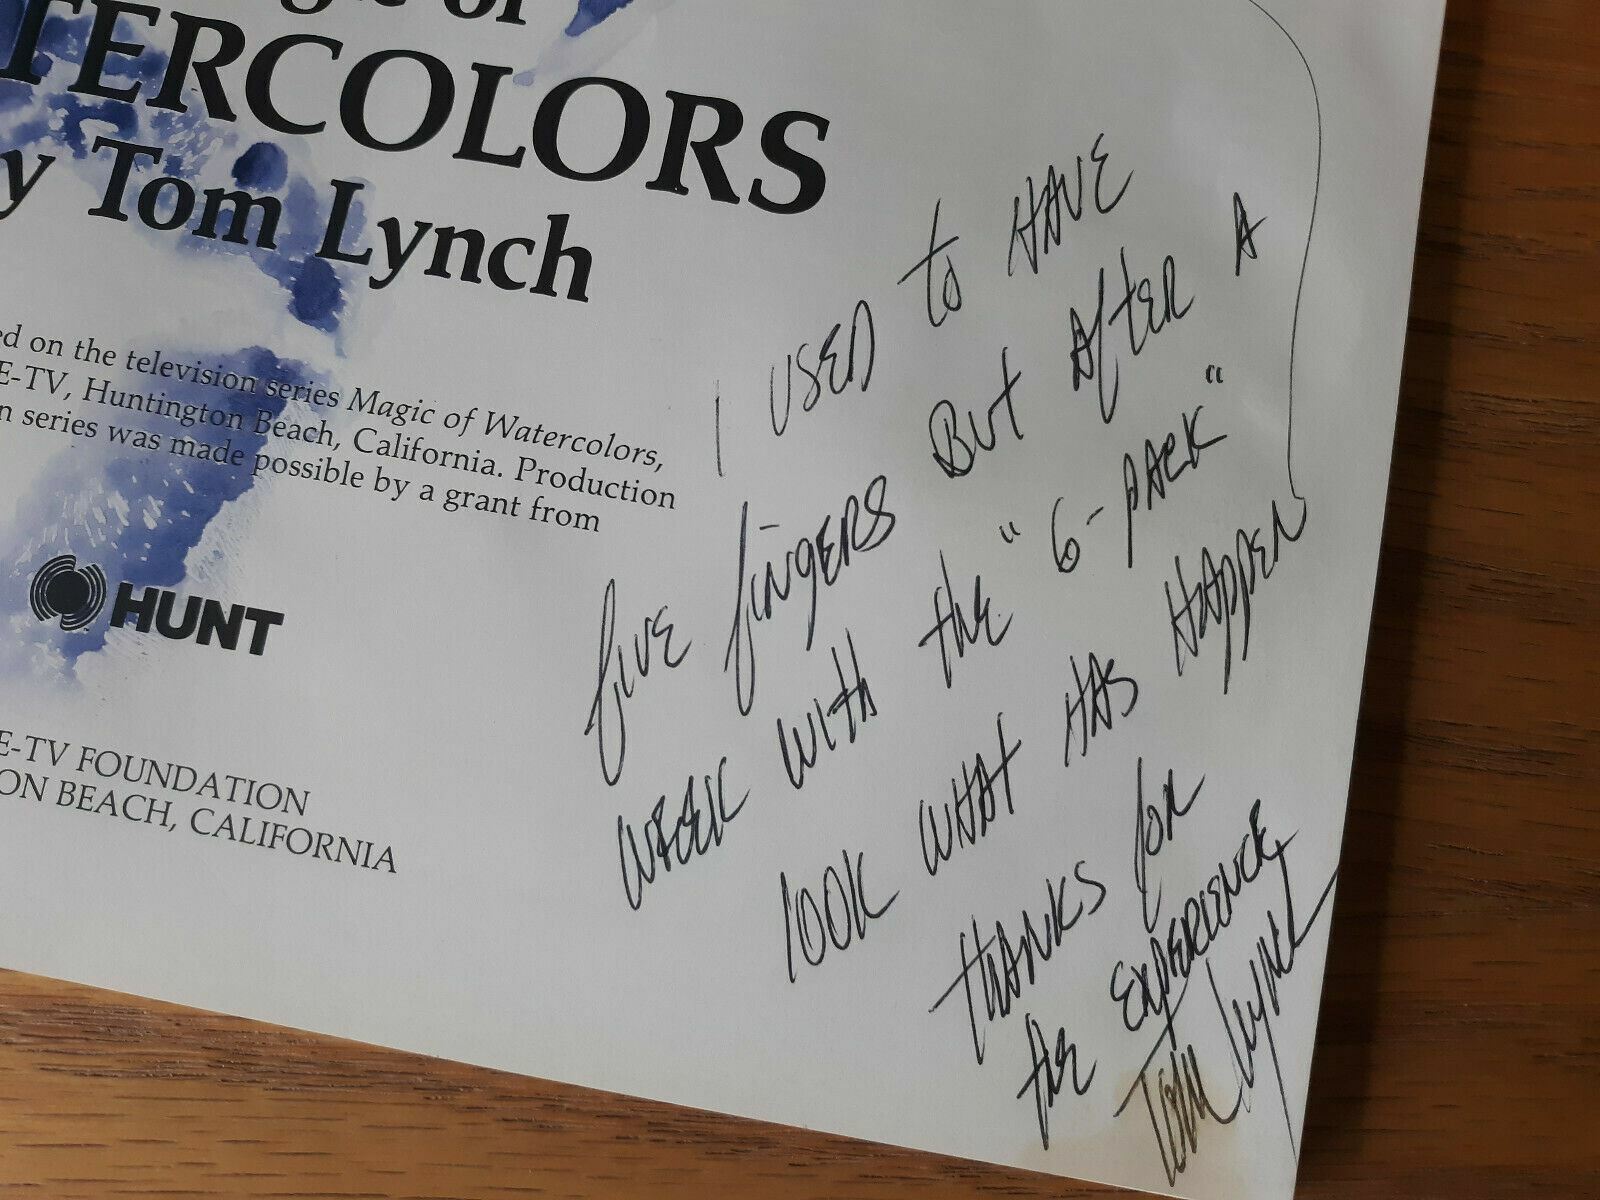 of
TERCOLORS
y Tom Lynch
ed on the television series Magic of Watercolors,
E-TV, Huntington Beach, California. Production
n series was made possible by a grant from
HUNT
E-TV FOUNDATION
ON BEACH, CALIFORNIA
I USED to HAVE
five fingers But After A
week with the "6-pack"
look what has happen
thanks for
the experience,
Tom Lynch